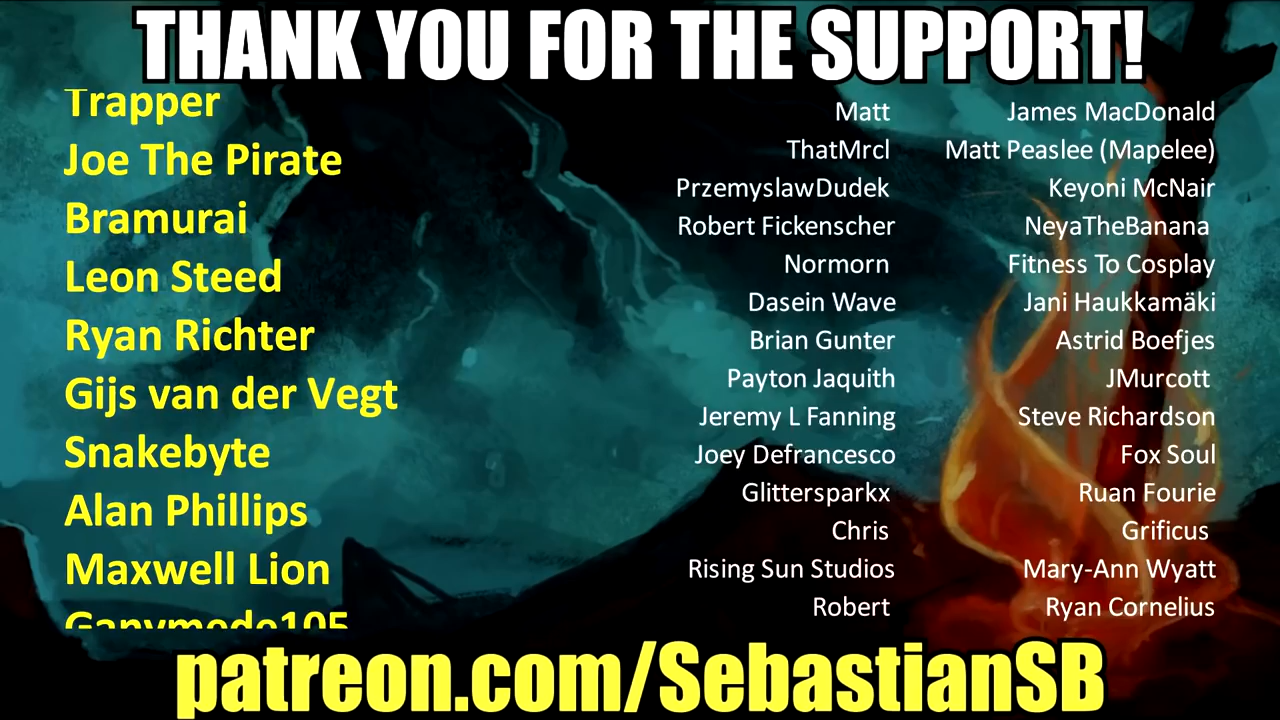 THANK YOU FOR THE SUPPORT!
Trapper
Joe The Pirate
Bramurai
Leon Steed
Ryan Richter
Gijs van der Vegt
Snakebyte
Alan Phillips
Maxwell Lion
Ganymede105
Matt
ThatMrcl
PrzemyslawDudek
Robert Fickenscher
Normorn
Dasein Wave
Brian Gunter
Payton Jaquith
Jeremy L Fanning
Joey Defrancesco
Glittersparkx
Chris
Rising Sun Studios
Robert
James MacDonald
Matt Peaslee (Mapelee)
Keyoni McNair
NeyaTheBanana
Fitness To Cosplay
Jani Haukkamäki
Astrid Boefjes
JMurcott
Steve Richardson
Fox Soul
Ruan Fourie
Grificus
Mary-Ann Wyatt
Ryan Cornelius
patreon.com/SebastianSB